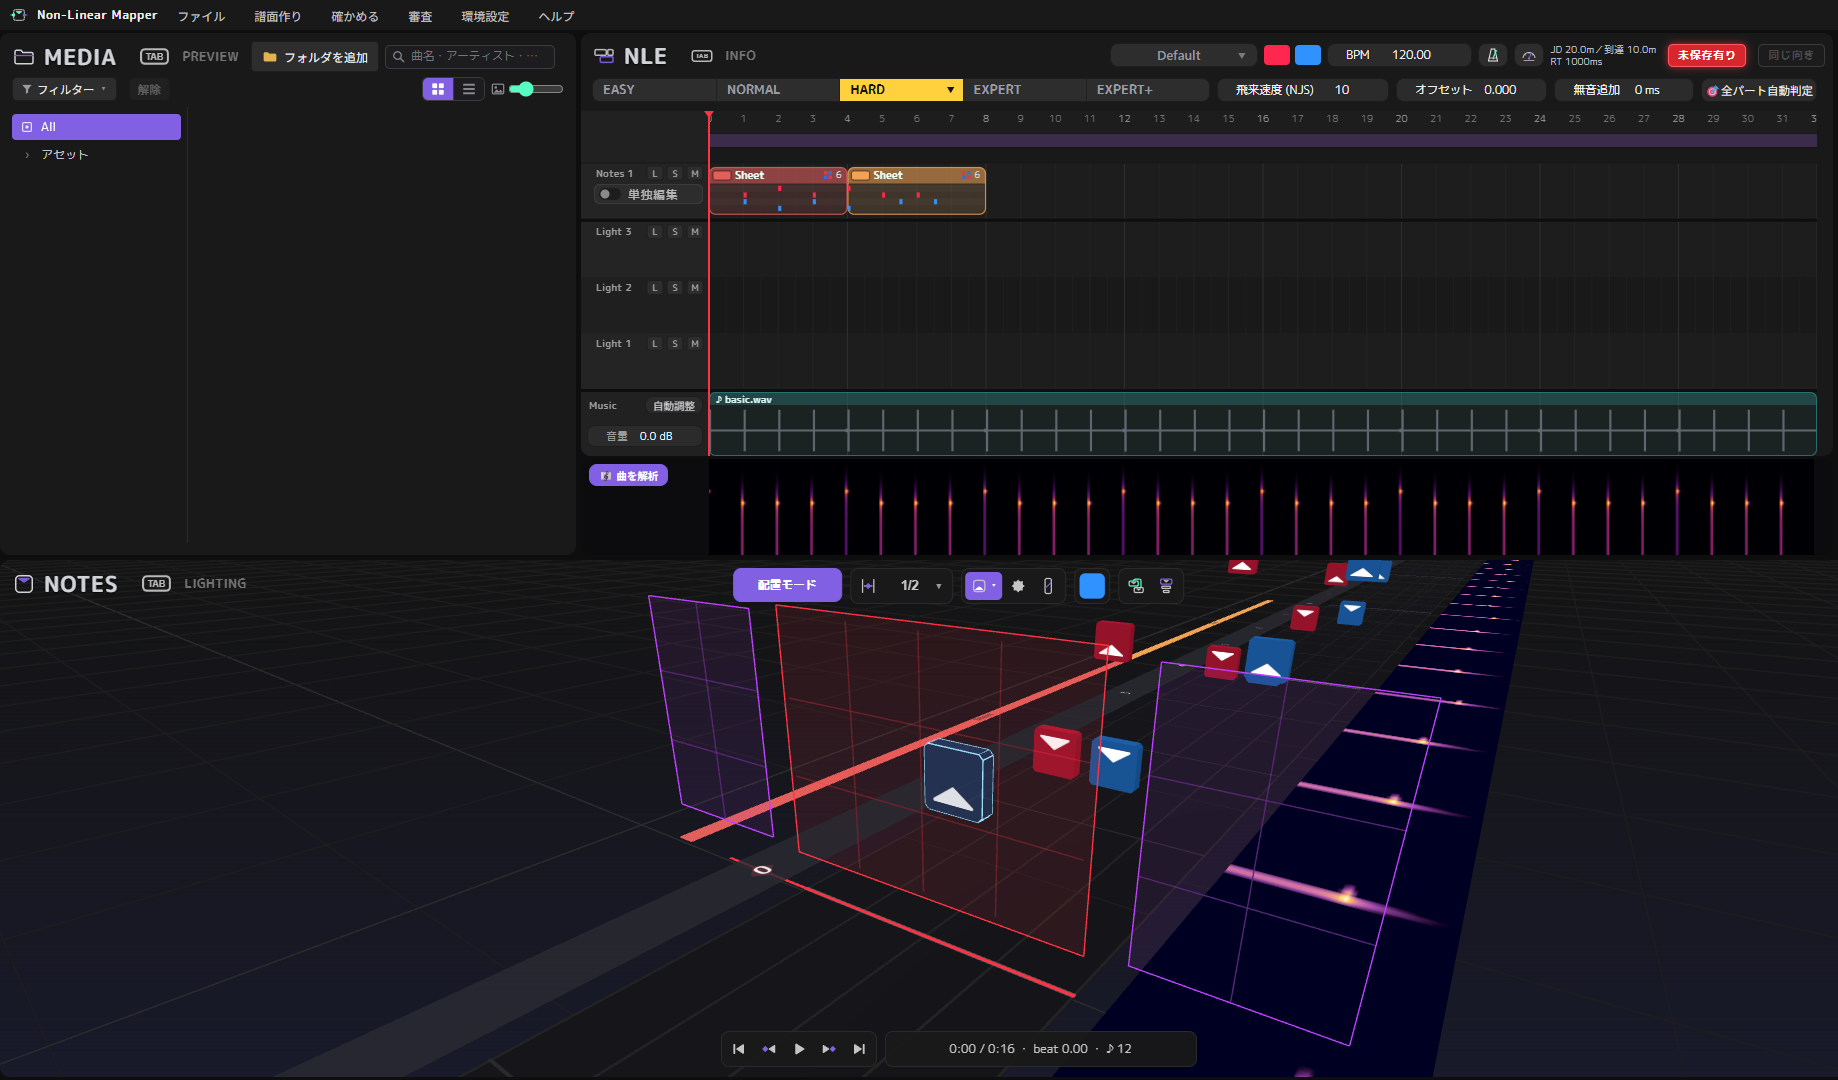 Non-Linear Mapper ファイル 譜面作り 確かめる 審査 環境設定 ヘルプ
MEDIA TAB PREVIEW フォルダを追加 曲名・アーティスト・…
フィルター 解除
All
アセット
NLE TAB INFO Default BPM 120.00 JD 20.0m/到達 10.0m
RT 1000ms
未保存有り 同じ向き
EASY NORMAL HARD EXPERT EXPERT+ 飛来速度 (NJS) 10 オフセット 0.000 無音追加 0 ms 全パート自動判定
1 2 3 4 5 6 7 8 9 10 11 12 13 14 15 16 17 18 19 20 21 22 23 24 25 26 27 28 29 30 31 3
Notes 1 L S M Sheet 6 Sheet 6
単独編集
Light 3 L S M
Light 2 L S M
Light 1 L S M
♪ basic.wav
Music 自動調整
音量 0.0 dB
曲を解析
NOTES TAB LIGHTING 配置モード 1/2
0
0:00 / 0:16 · beat 0.00 · ♪ 12